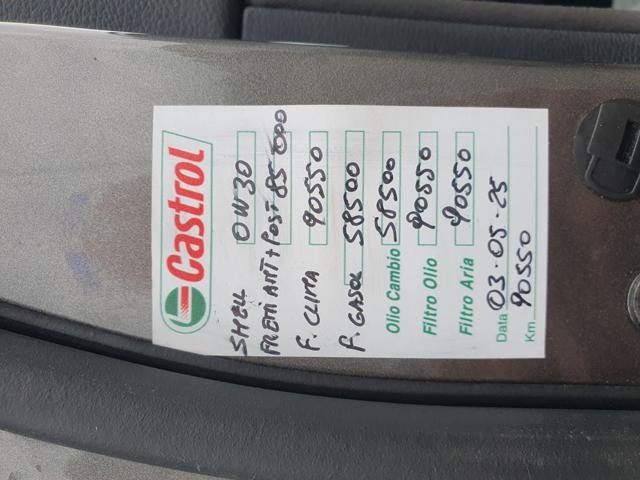 Castrol
SHELL 0W30
FRENI ANT + POST 85000
F. CLIMA 90550
F. GASOL 58500
Olio Cambio 58500
Filtro Olio 90550
Filtro Aria 90550
Data 03.05.25
Km 90550